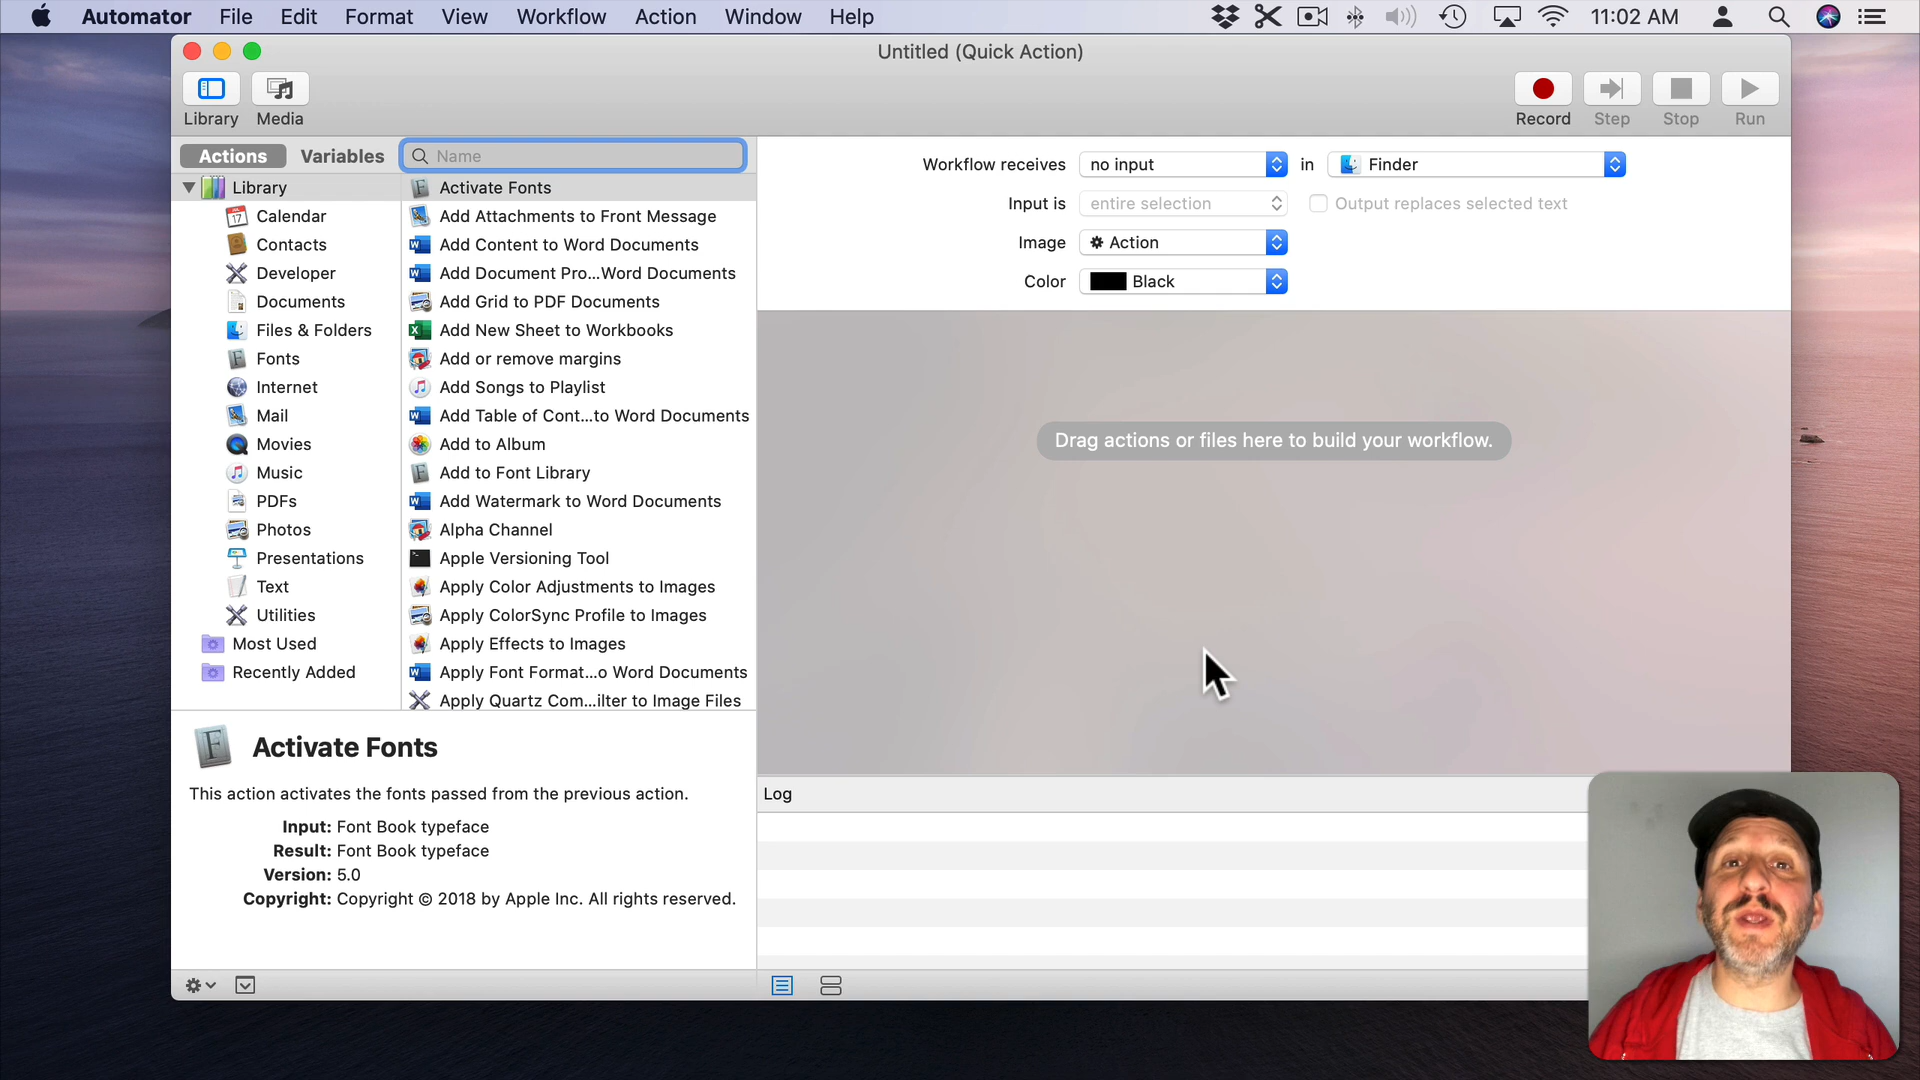 Automator File Edit Format View Workflow Action Window Help 11:02 AM
Untitled (Quick Action)
Library Media Record Step Stop Run
Actions Variables Name
Library
Calendar
Contacts
Developer
Documents
Files & Folders
Fonts
Internet
Mail
Movies
Music
PDFs
Photos
Presentations
Text
Utilities
Most Used
Recently Added
Activate Fonts
Add Attachments to Front Message
Add Content to Word Documents
Add Document Pro...Word Documents
Add Grid to PDF Documents
Add New Sheet to Workbooks
Add or remove margins
Add Songs to Playlist
Add Table of Cont...to Word Documents
Add to Album
Add to Font Library
Add Watermark to Word Documents
Alpha Channel
Apple Versioning Tool
Apply Color Adjustments to Images
Apply ColorSync Profile to Images
Apply Effects to Images
Apply Font Format...o Word Documents
Apply Quartz Com...ilter to Image Files
Workflow receives no input in Finder
Input is entire selection Output replaces selected text
Image Action
Color Black
Drag actions or files here to build your workflow.
Activate Fonts
This action activates the fonts passed from the previous action.
Input: Font Book typeface
Result: Font Book typeface
Version: 5.0
Copyright: Copyright © 2018 by Apple Inc. All rights reserved.
Log